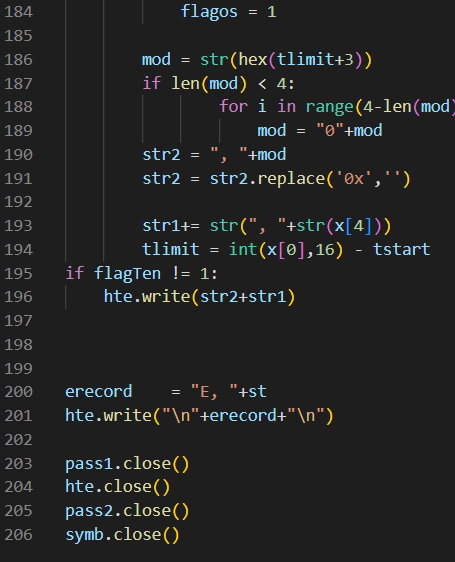 184                 flagos = 1
185
186             mod = str(hex(tlimit+3))
187             if len(mod) < 4:
188                     for i in range(4-len(mod)
189                         mod = "0"+mod
190             str2 = ", "+mod
191             str2 = str2.replace('0x','')
192
193             str1+= str(", "+str(x[4]))
194             tlimit = int(x[0],16) - tstart
195     if flagTen != 1:
196         hte.write(str2+str1)
197
198
199
200     erecord    = "E, "+st
201     hte.write("\n"+erecord+"\n")
202
203     pass1.close()
204     hte.close()
205     pass2.close()
206     symb.close()